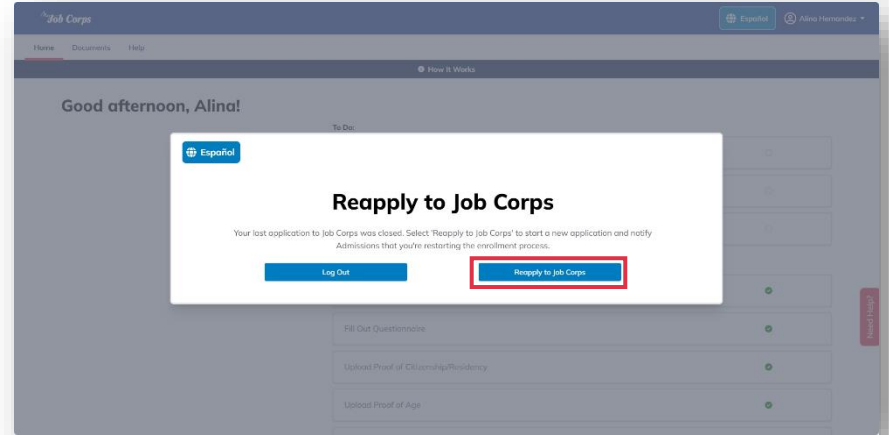 Job Corps
Español
Alina Hernandez
Home Documents Help
How It Works
Good afternoon, Alina!
To Do:
Español
Reapply to Job Corps
Your last application to Job Corps was closed. Select 'Reapply to Job Corps' to start a new application and notify
Admissions that you're restarting the enrollment process.
Log Out
Reapply to Job Corps
Need Help?
Fill Out Questionnaire
Upload Proof of Citizenship/Residency
Upload Proof of Age